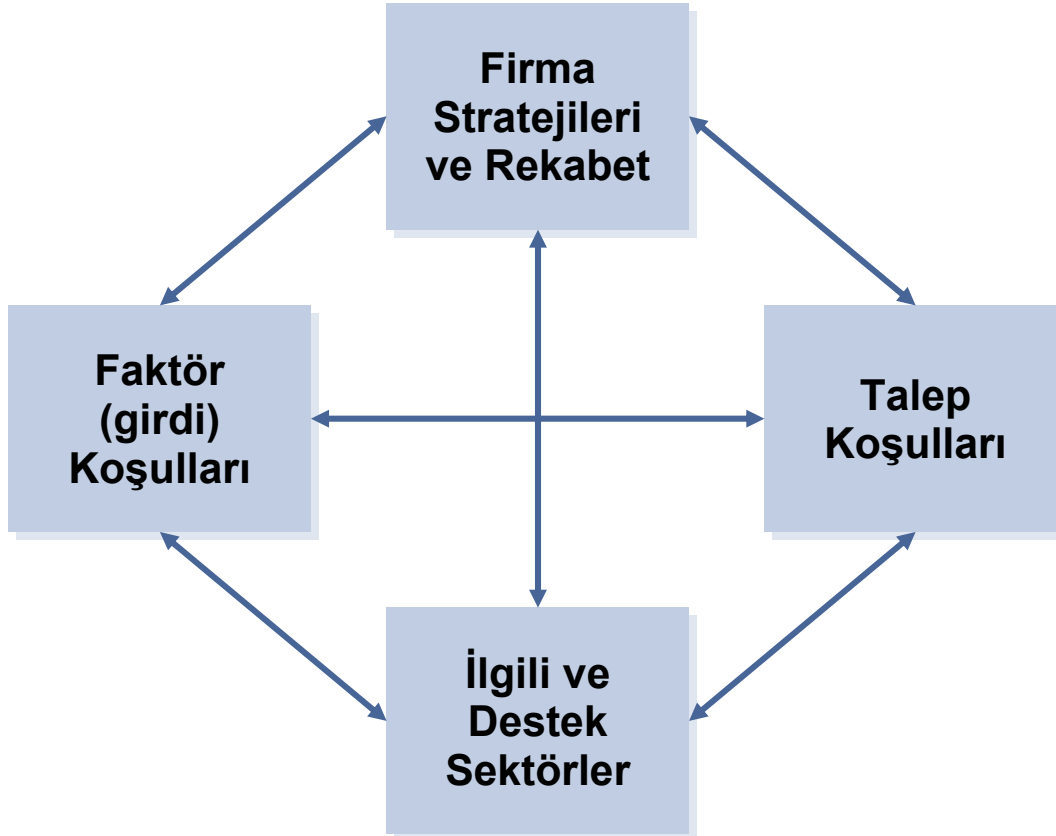 Firma
Stratejileri
ve Rekabet
Faktör
(girdi)
Koşulları
Talep
Koşulları
İlgili ve
Destek
Sektörler